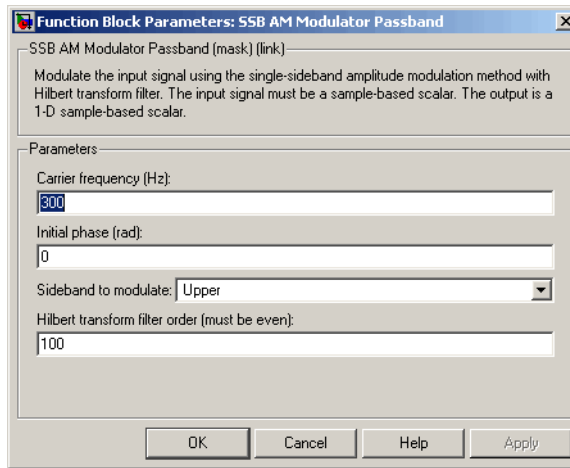 Function Block Parameters: SSB AM Modulator Passband
SSB AM Modulator Passband (mask) (link)
Modulate the input signal using the single-sideband amplitude modulation method with
Hilbert transform filter. The input signal must be a sample-based scalar. The output is a
1-D sample-based scalar.
Parameters
Carrier frequency (Hz):
300
Initial phase (rad):
0
Sideband to modulate: Upper
Hilbert transform filter order (must be even):
100
OK Cancel Help Apply